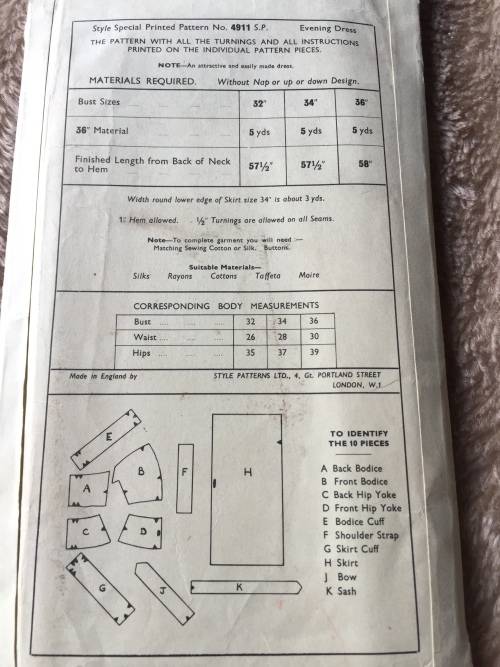 Style Special Printed Pattern No. 4911 S.P. Evening Dress
THE PATTERN WITH ALL THE TURNINGS AND ALL INSTRUCTIONS
PRINTED ON THE INDIVIDUAL PATTERN PIECES.
NOTE—An attractive and easily made dress.
MATERIALS REQUIRED. Without Nap or up or down Design.
Bust Sizes .... .... .... 32" 34" 36"
36" Material .... .... 5 yds 5 yds 5 yds
Finished Length from Back of Neck
to Hem 57½" 57½" 58"
Width round lower edge of Skirt size 34" is about 3 yds.
1" Hem allowed. ½" Turnings are allowed on all Seams.
Note—To complete garment you will need :—
Matching Sewing Cotton or Silk. Buttons.
Suitable Materials—
Silks Rayons Cottons Taffeta Moire
CORRESPONDING BODY MEASUREMENTS
Bust .... .... .... 32 34 36
Waist .... .... .... 26 28 30
Hips .... .... .... 35 37 39
Made in England by STYLE PATTERNS LTD., 4, Gt. PORTLAND STREET
LONDON, W.1
E
B
A
F
H
C
D
G
J
K
TO IDENTIFY
THE 10 PIECES
A Back Bodice
B Front Bodice
C Back Hip Yoke
D Front Hip Yoke
E Bodice Cuff
F Shoulder Strap
G Skirt Cuff
H Skirt
J Bow
K Sash